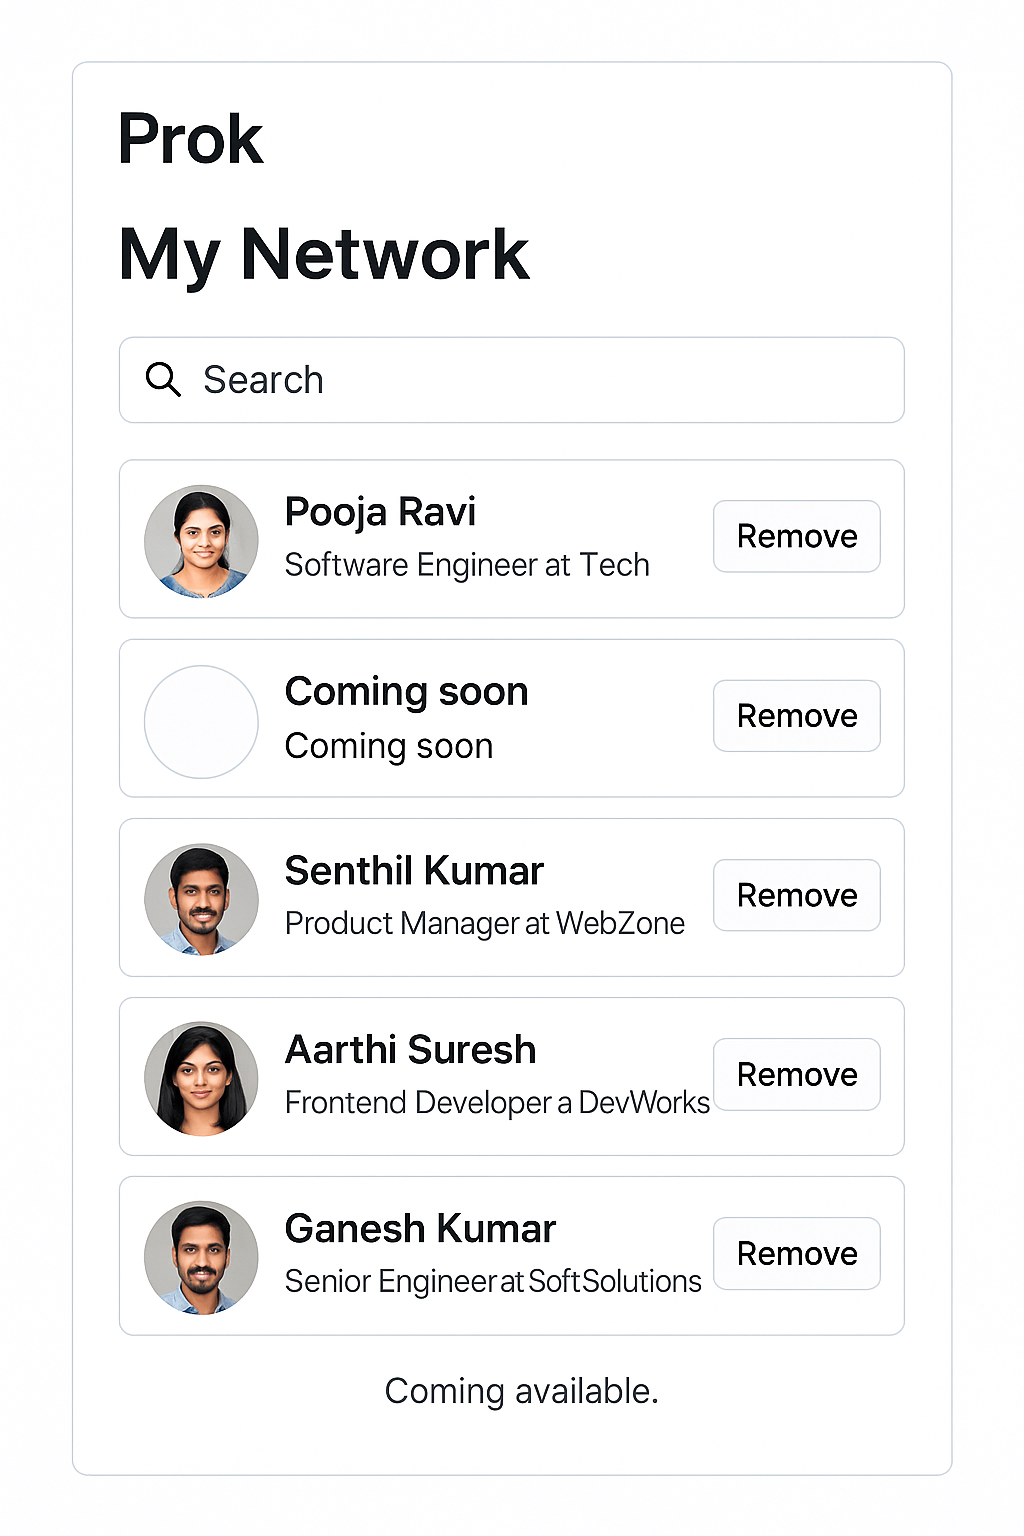 Prok
My Network
Search
Pooja Ravi
Software Engineer at Tech
Remove
Coming soon
Coming soon
Remove
Senthil Kumar
Product Manager at WebZone
Remove
Aarthi Suresh
Frontend Developer a DevWorks
Remove
Ganesh Kumar
Senior Engineer at SoftSolutions
Remove
Coming available.